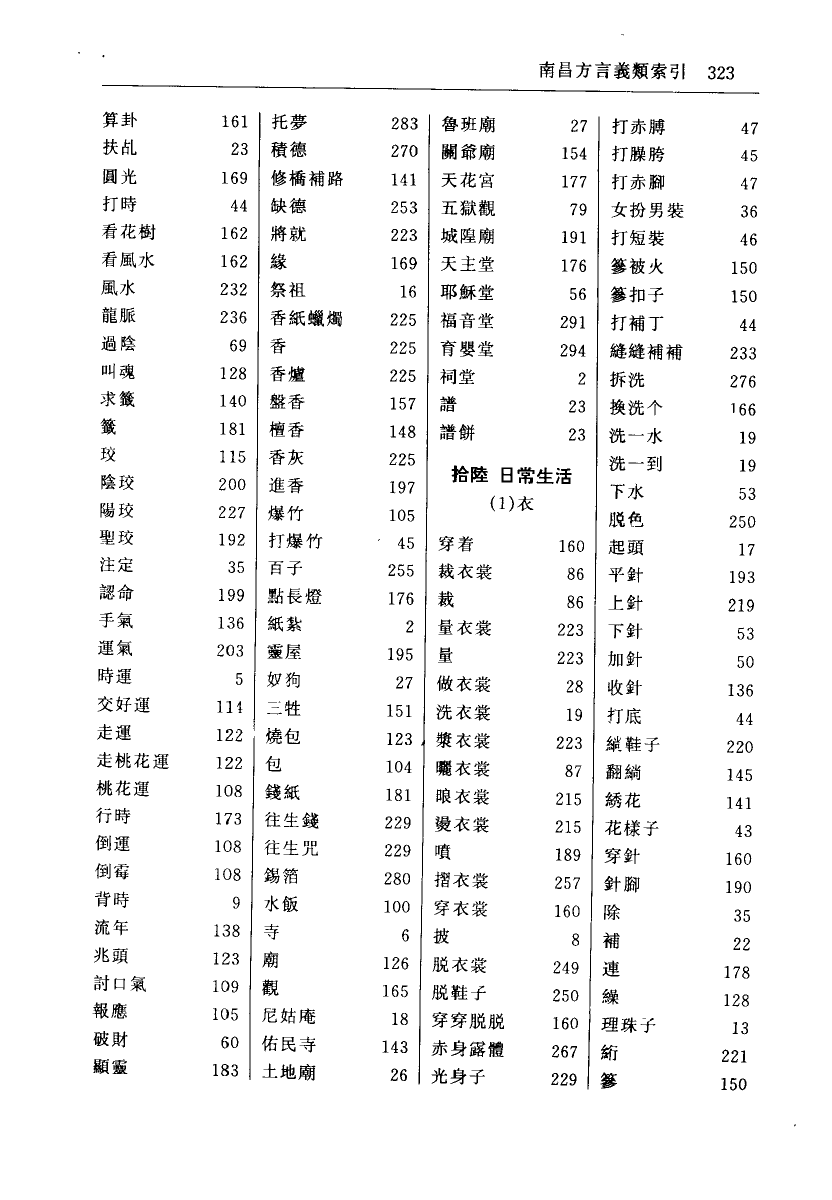 南昌方言義類索引 323
算卦 161
扶乩 23
圓光 169
打時 44
看花樹 162
看風水 162
風水 232
龍脈 236
過陰 69
叫魂 128
求籤 140
籤 181
珓 115
陰珓 200
陽珓 227
聖珓 192
注定 35
認命 199
手氣 136
運氣 203
時運 5
交好運 114
走運 122
走桃花運 122
桃花運 108
行時 173
倒運 108
倒霉 108
背時 9
流年 138
兆頭 123
討口氣 109
報應 105
破財 60
顯靈 183
托夢 283
積德 270
修橋補路 141
缺德 253
將就 223
緣 169
祭祖 16
香紙蠟燭 225
香 225
香爐 225
盤香 157
檀香 148
香灰 225
進香 197
爆竹 105
打爆竹 45
百子 255
點長燈 176
紙紮 2
靈屋 195
奴狗 27
三牲 151
燒包 123
包 104
錢紙 181
往生錢 229
往生咒 229
錫箔 280
水飯 100
寺 6
廟 126
觀 165
尼姑庵 18
佑民寺 143
土地廟 26
魯班廟 27
關爺廟 154
天花宮 177
五獄觀 79
城隍廟 191
天主堂 176
耶穌堂 56
福音堂 291
育嬰堂 294
祠堂 2
譜 23
譜餅 23
拾陸 日常生活
(1)衣
穿着 160
裁衣裳 86
裁 86
量衣裳 223
量 223
做衣裳 28
洗衣裳 19
漿衣裳 223
曬衣裳 87
眼衣裳 215
燙衣裳 215
噴 189
摺衣裳 257
穿衣裳 160
披 8
脱衣裳 249
脱鞋子 250
穿穿脱脱 160
赤身露體 267
光身子 229
打赤膊 47
打臊胯 45
打赤腳 47
女扮男裝 36
打短裝 46
篸被火 150
篸扣子 150
打補丁 44
縫縫補補 233
拆洗 276
換洗个 166
洗一水 19
洗一到 19
下水 53
脱色 250
起頭 17
平針 193
上針 219
下針 53
加針 50
收針 136
打底 44
緔鞋子 220
翻緔 145
綉花 141
花樣子 43
穿針 160
針腳 190
除 35
補 22
連 178
繰 128
理珠子 13
絎 221
篸 150